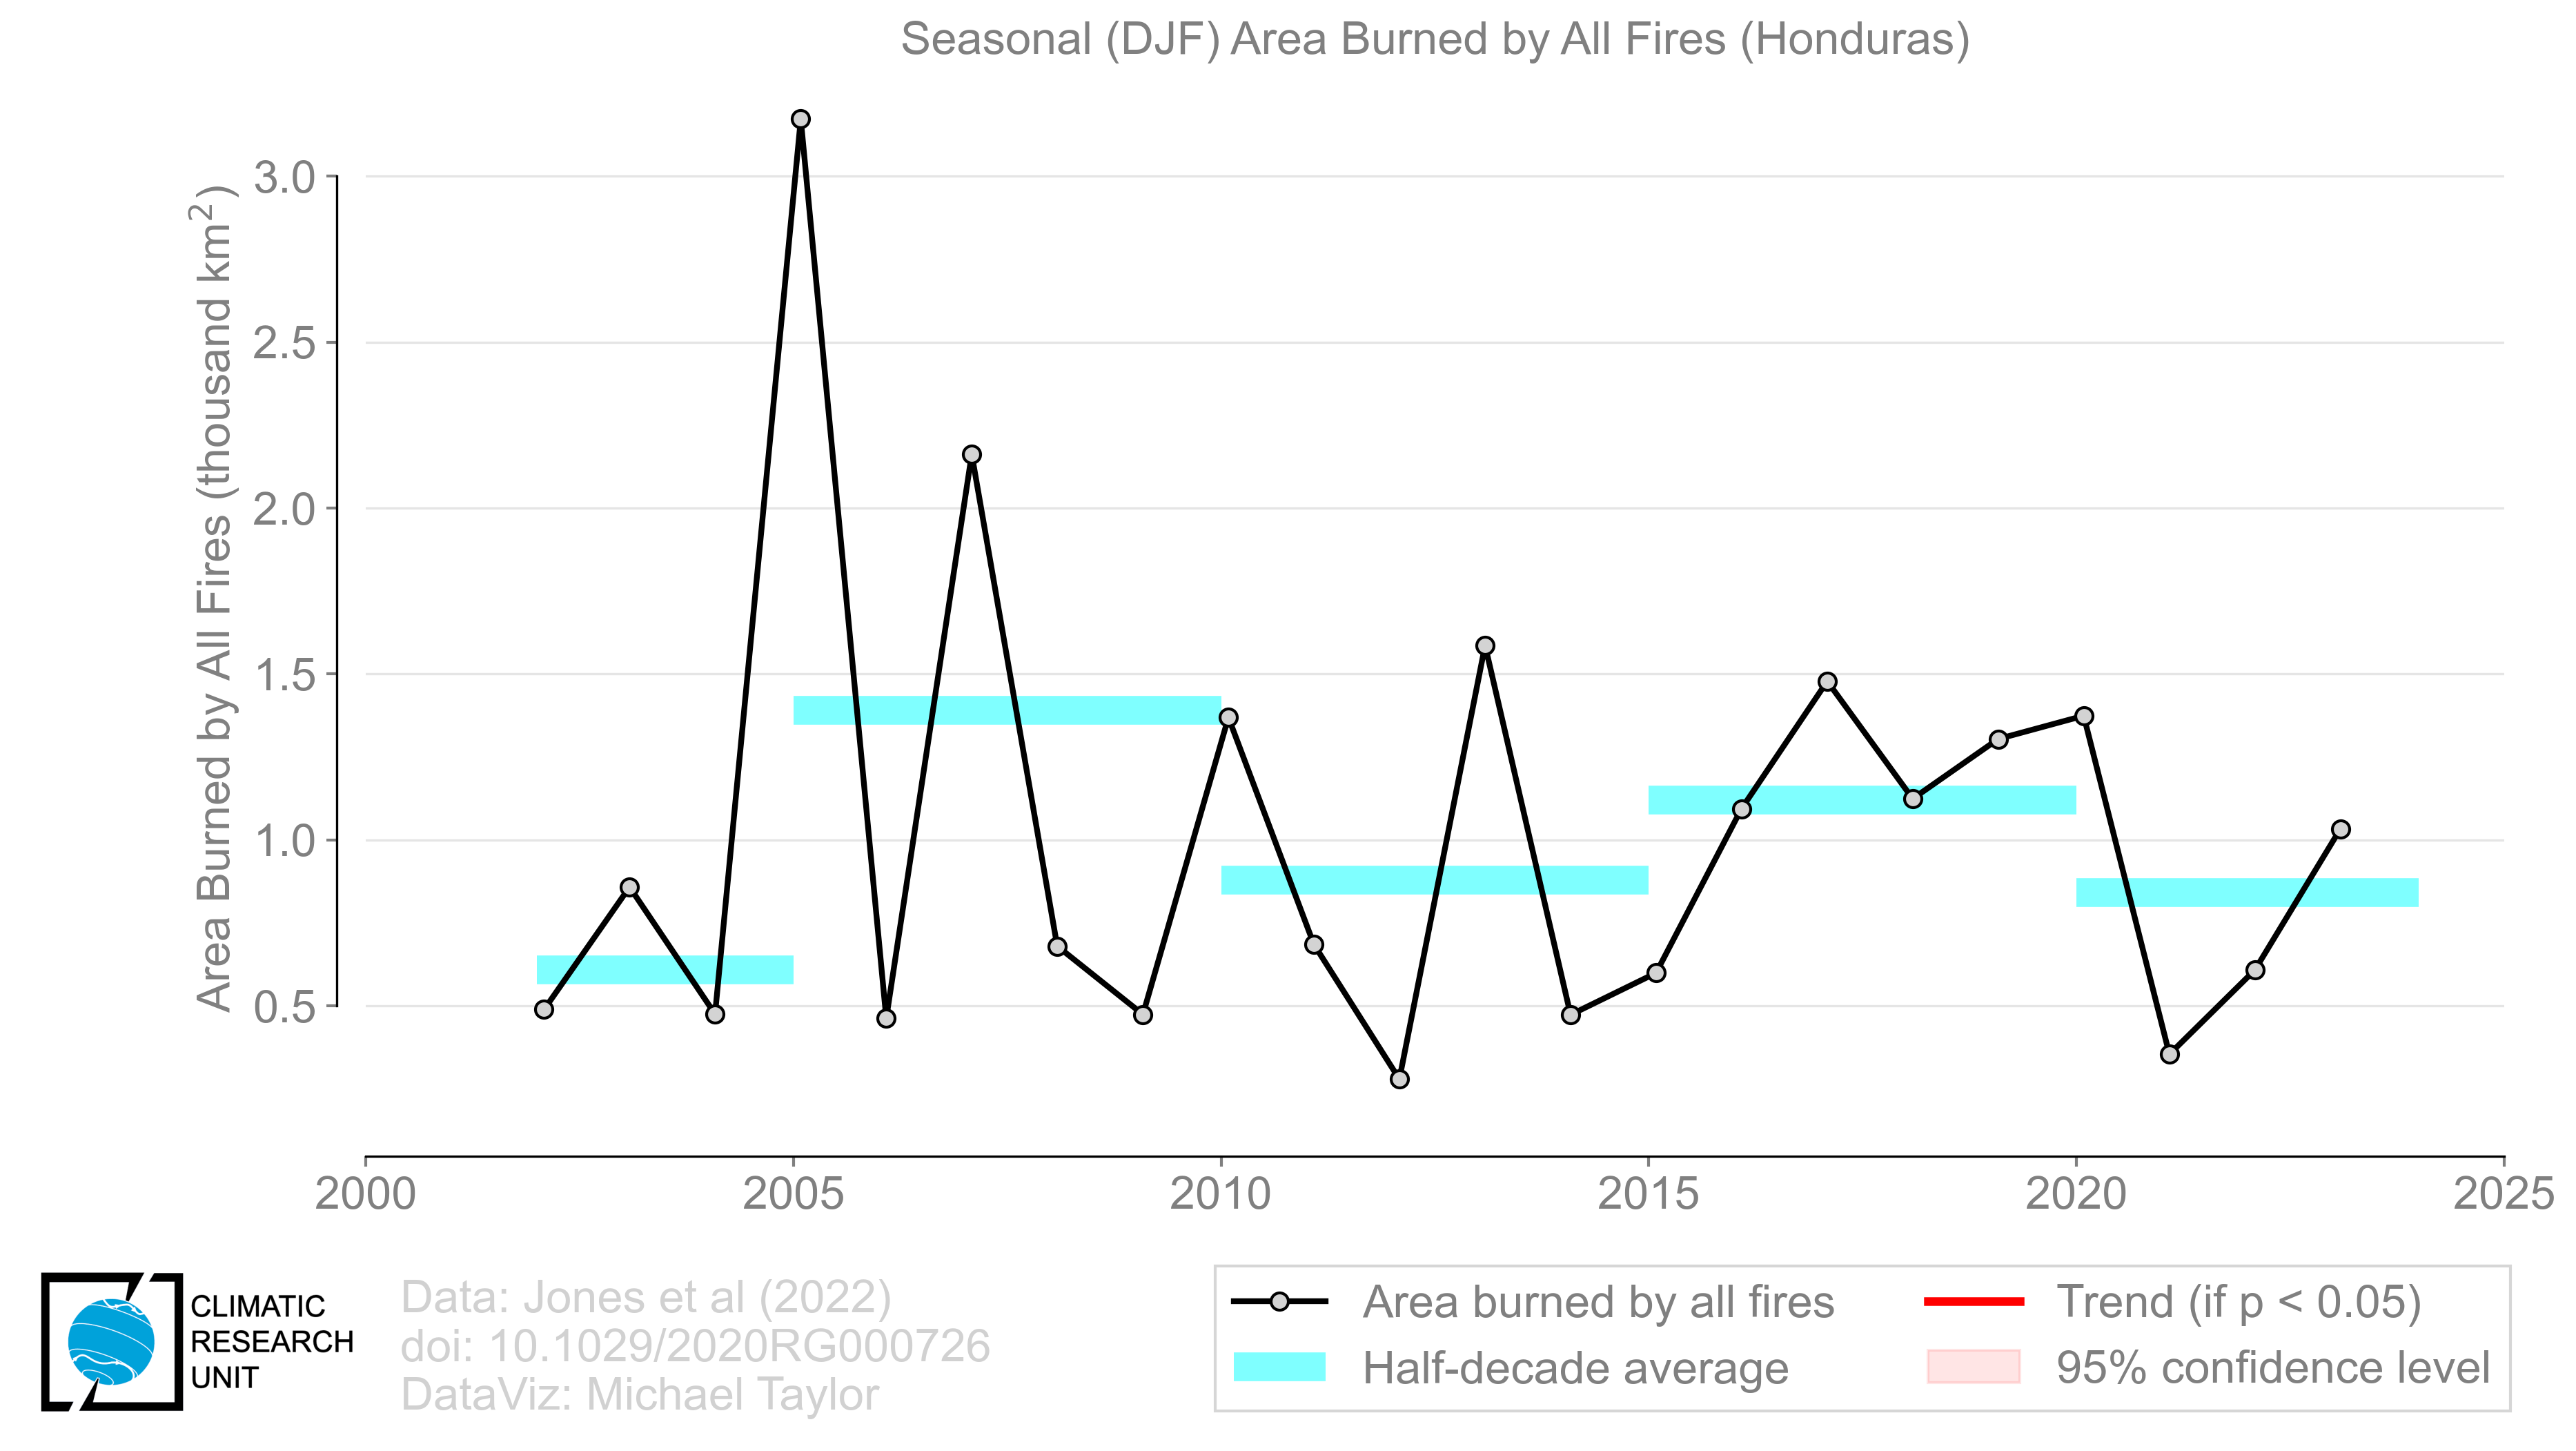 Seasonal (DJF) Area Burned by All Fires (Honduras)
Area Burned by All Fires (thousand km²)
3.0
2.5
2.0
1.5
1.0
0.5
2000 2005 2010 2015 2020 2025
CLIMATIC
RESEARCH
UNIT
Data: Jones et al (2022)
doi: 10.1029/2020RG000726
DataViz: Michael Taylor
Area burned by all fires
Half-decade average
Trend (if p < 0.05)
95% confidence level